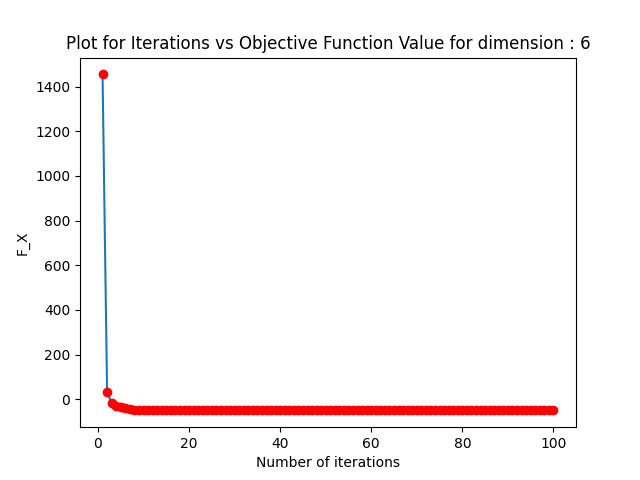 Plot for Iterations vs Objective Function Value for dimension : 6
1400
1200
1000
800
600
400
200
0
F_X
0 20 40 60 80 100
Number of iterations